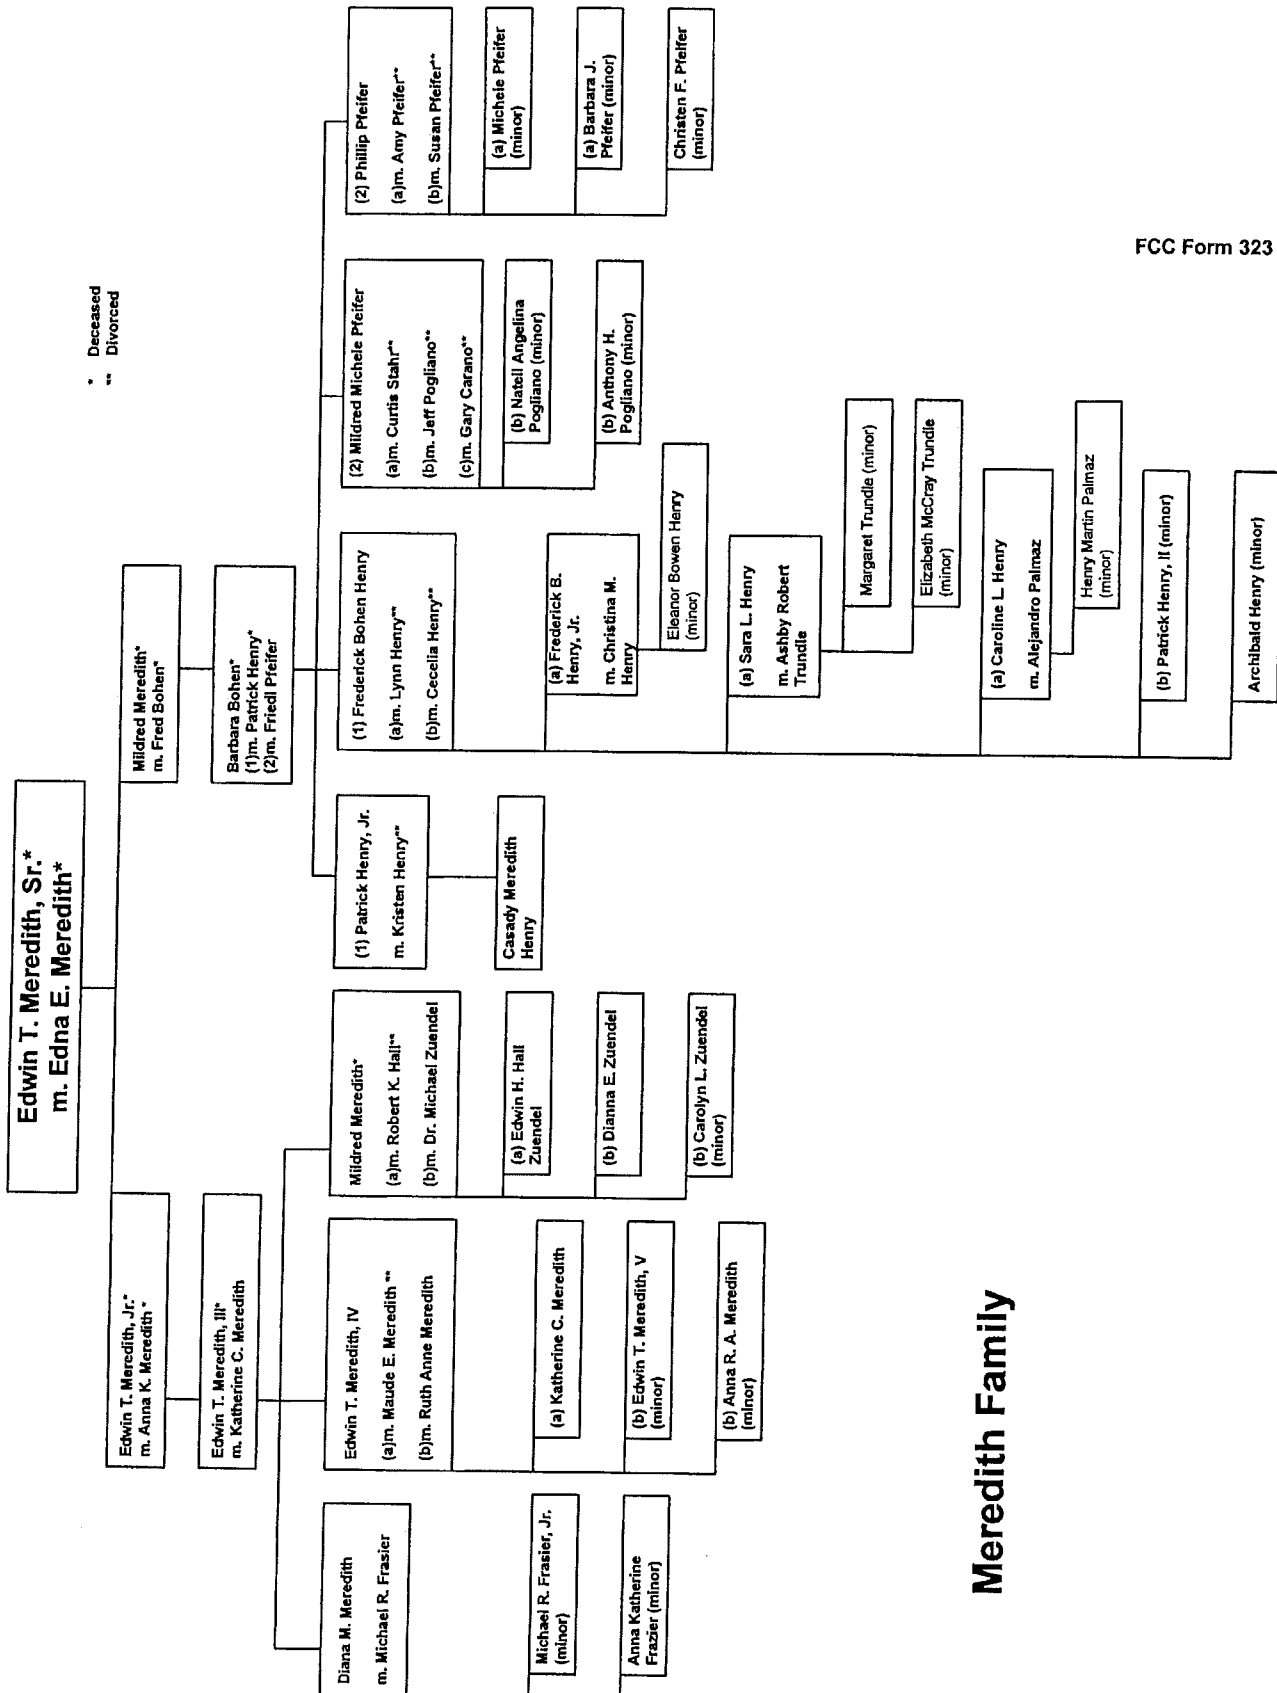 Edwin T. Meredith, Sr.*
m. Edna E. Meredith*
* Deceased
** Divorced
Edwin T. Meredith, Jr.*
m. Anna K. Meredith*
Mildred Meredith*
m. Fred Bohen*
Edwin T. Meredith, III*
m. Katherine C. Meredith
Barbara Bohen*
(1)m. Patrick Henry*
(2)m. Friedl Pfeifer
Diana M. Meredith
m. Michael R. Frasier
Michael R. Frasier, Jr.
(minor)
Anna Katherine
Frazier (minor)
Edwin T. Meredith, IV
(a)m. Maude E. Meredith **
(b)m. Ruth Anne Meredith
(a) Katherine C. Meredith
(b) Edwin T. Meredith, V
(minor)
(b) Anna R. A. Meredith
(minor)
Mildred Meredith*
(a)m. Robert K. Hall**
(b)m. Dr. Michael Zuendel
(a) Edwin H. Hall
Zuendel
(b) Dianna E. Zuendel
(b) Carolyn L. Zuendel
(minor)
(1) Patrick Henry, Jr.
m. Kristen Henry**
Casady Meredith
Henry
(1) Frederick Bohen Henry
(a)m. Lynn Henry**
(b)m. Cecelia Henry**
(a) Frederick B.
Henry, Jr.
m. Christina M.
Henry
Eleanor Bowen Henry
(minor)
(a) Sara L. Henry
m. Ashby Robert
Trundle
Margaret Trundle (minor)
Elizabeth McCray Trundle
(minor)
(a) Caroline L. Henry
m. Alejandro Palmaz
Henry Martin Palmaz
(minor)
(b) Patrick Henry, II (minor)
Archibald Henry (minor)
(2) Mildred Michele Pfeifer
(a)m. Curtis Stahr**
(b)m. Jeff Pogliano**
(c)m. Gary Carano**
(b) Natell Angelina
Pogliano (minor)
(b) Anthony H.
Pogliano (minor)
(2) Phillip Pfeifer
(a)m. Amy Pfeifer**
(b)m. Susan Pfeifer**
(a) Michele Pfeifer
(minor)
(a) Barbara J.
Pfeifer (minor)
Christen F. Pfeifer
(minor)
Meredith Family
FCC Form 323